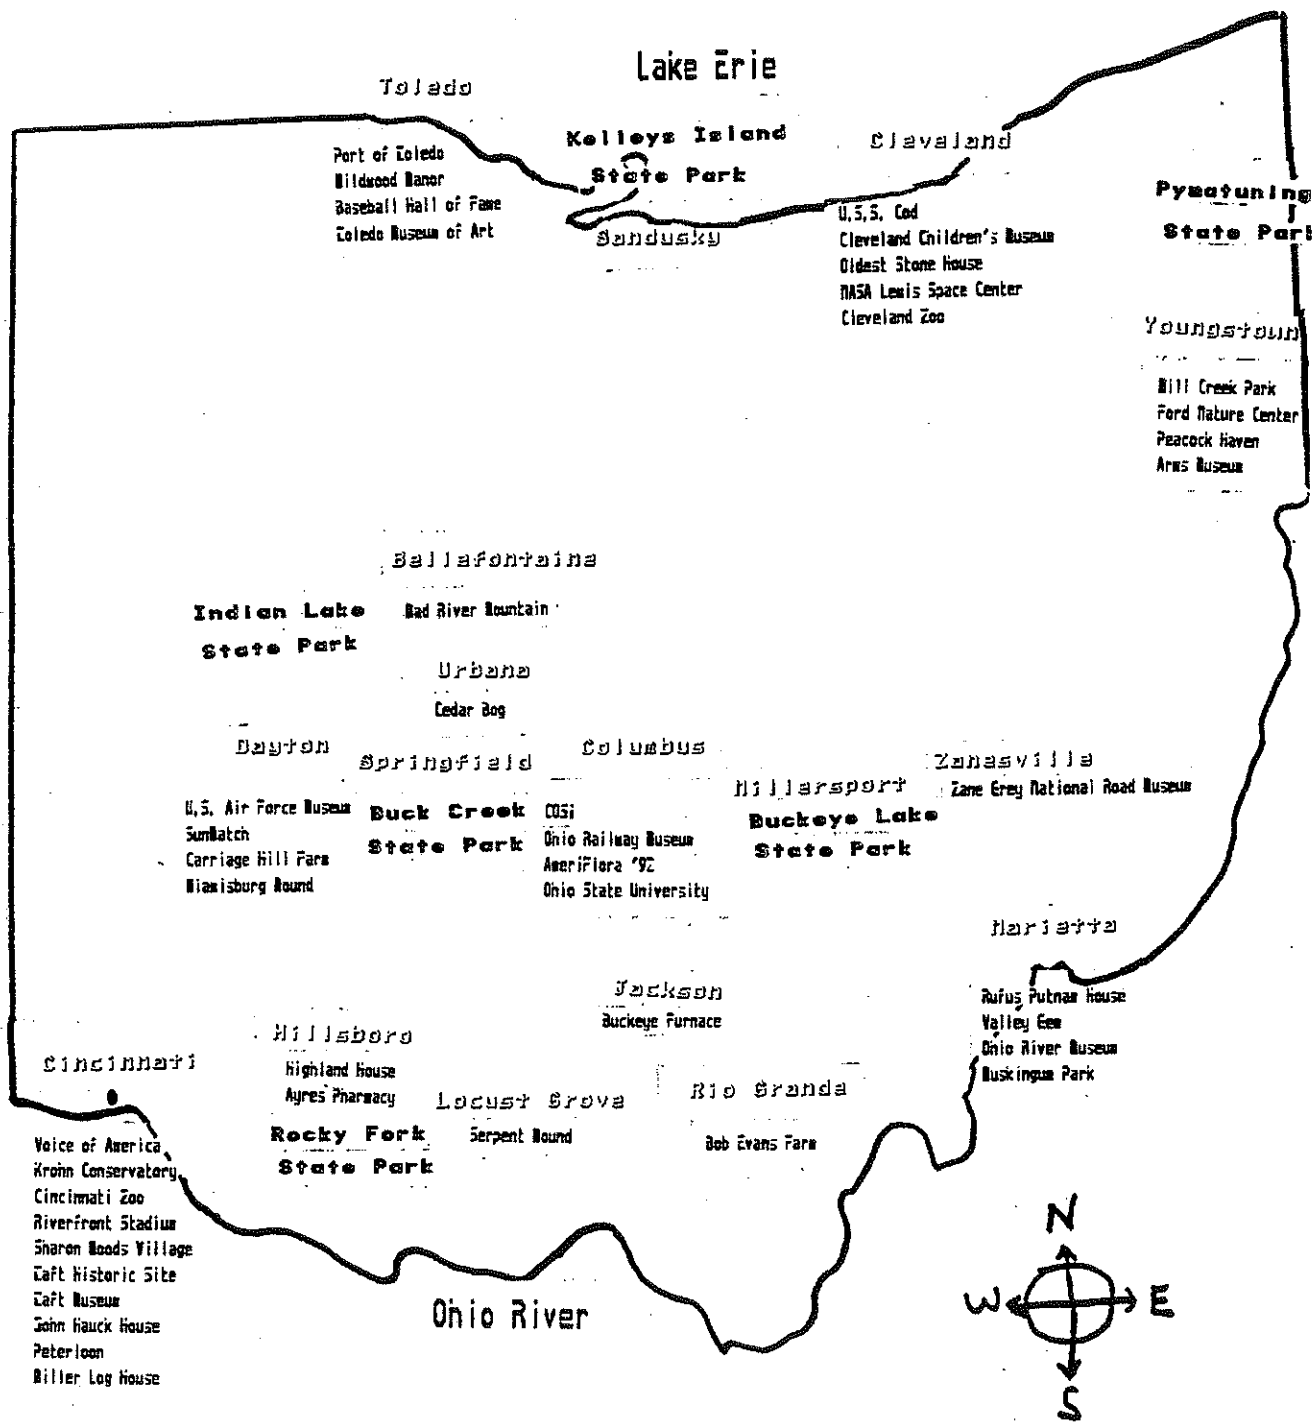 Lake Erie
Toledo
Port of Toledo
Wildwood Manor
Baseball Hall of Fame
Toledo Museum of Art
Kelleys Island
State Park
Sandusky
Cleveland
U.S.S. Cod
Cleveland Children's Museum
Oldest Stone House
NASA Lewis Space Center
Cleveland Zoo
Pymatuning
State Park
Youngstown
Mill Creek Park
Ford Nature Center
Peacock Haven
Arms Museum
Bellefontaine
Mad River Mountain
Indian Lake
State Park
Urbana
Cedar Bog
Dayton
U.S. Air Force Museum
SunWatch
Carriage Hill Farm
Miamisburg Mound
Springfield
Buck Creek
State Park
Columbus
COSI
Ohio Railway Museum
AmeriFlora '92
Ohio State University
Millersport
Buckeye Lake
State Park
Zanesville
Zane Grey National Road Museum
Marietta
Rufus Putnam House
Valley Gem
Ohio River Museum
Muskingum Park
Jackson
Buckeye Furnace
Hillsboro
Highland House
Ayres Pharmacy
Rocky Fork
State Park
Locust Grove
Serpent Mound
Rio Grande
Bob Evans Farm
Cincinnati
Voice of America
Krohn Conservatory
Cincinnati Zoo
Riverfront Stadium
Sharon Woods Village
Taft Historic Site
Taft Museum
John Hauck House
Peterloon
Miller Log House
Ohio River
N
W
E
S